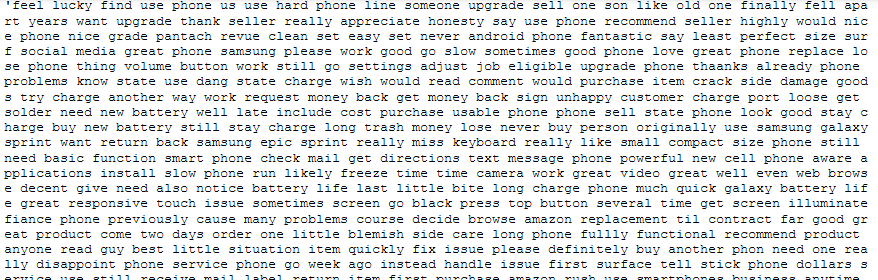 'feel lucky find use phone us use hard phone line someone upgrade sell one son like old one finally fell apa
rt years want upgrade thank seller really appreciate honesty say use phone recommend seller highly would nic
e phone nice grade pantach revue clean set easy set never android phone fantastic say least perfect size sur
f social media great phone samsung please work good go slow sometimes good phone love great phone replace lo
se phone thing volume button work still go settings adjust job eligible upgrade phone thaanks already phone
problems know state use dang state charge wish would read comment would purchase item crack side damage good
s try charge another way work request money back get money back sign unhappy customer charge port loose get
solder need new battery well late include cost purchase usable phone phone sell state phone look good stay c
harge buy new battery still stay charge long trash money lose never buy person originally use samsung galaxy
sprint want return back samsung epic sprint really miss keyboard really like small compact size phone still
need basic function smart phone check mail get directions text message phone powerful new cell phone aware a
pplications install slow phone run likely freeze time time camera work great video great well even web brows
e decent give need also notice battery life last little bite long charge phone much quick galaxy battery lif
e great responsive touch issue sometimes screen go black press top button several time get screen illuminate
fiance phone previously cause many problems course decide browse amazon replacement til contract far good gr
eat product come two days order one little blemish side care long phone fullly functional recommend product
anyone read guy best little situation item quickly fix issue please definitely buy another phon need one rea
lly disappoint phone service phone go week ago instead handle issue first surface tell stick phone dollars s
ervice use still receive mail label return item first purchase amazon rush use smartphones business anytime